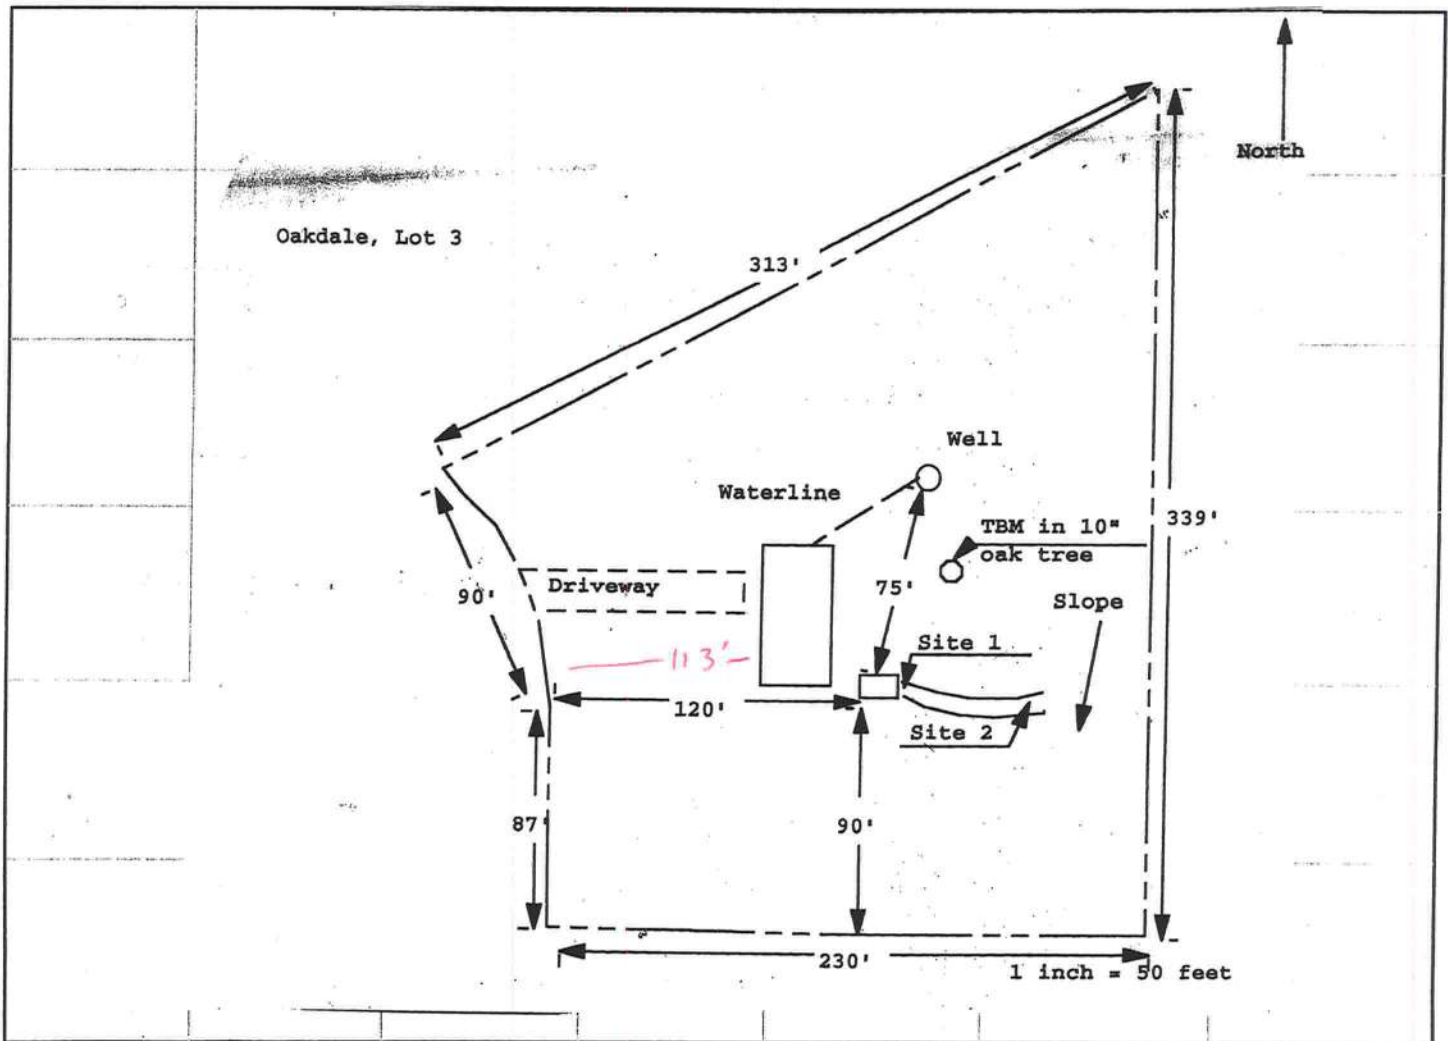 North
Oakdale, Lot 3
313'
Well
Waterline
339'
TBM in 10"
oak tree
Driveway
90'
75'
Slope
Site 1
113'
120'
Site 2
87'
90'
230'
1 inch = 50 feet